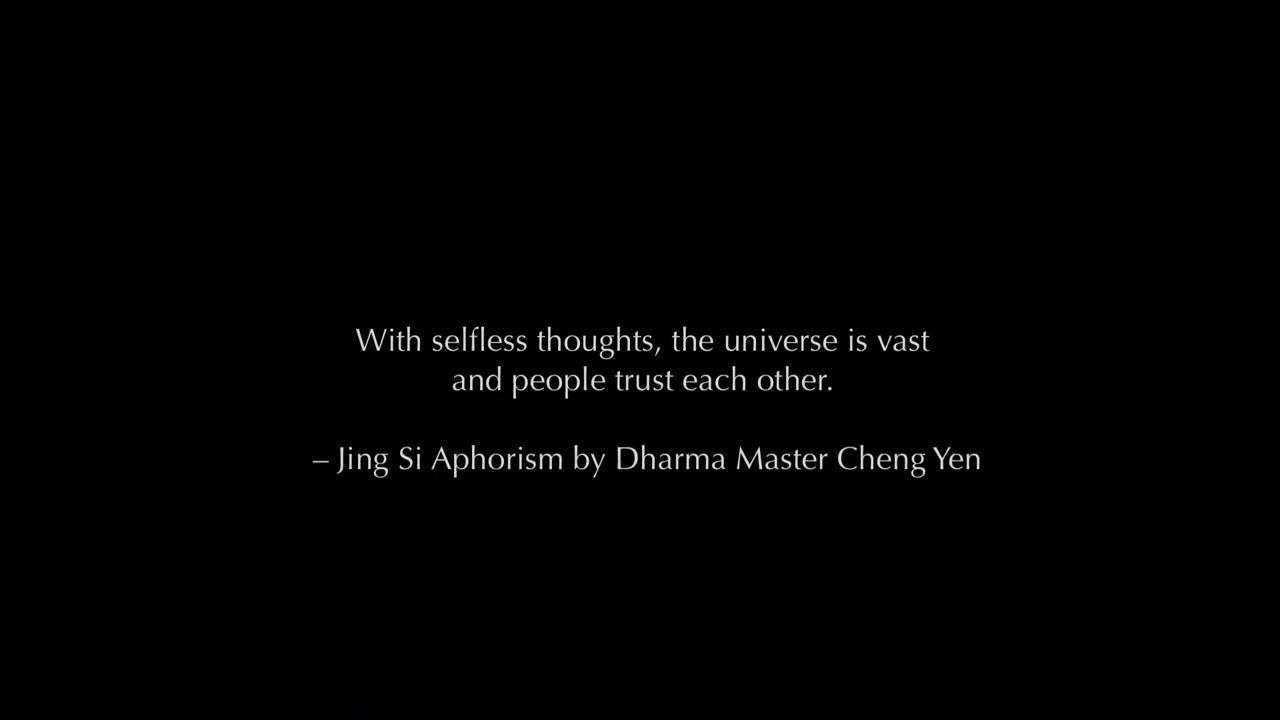 With selfless thoughts, the universe is vast
and people trust each other.
– Jing Si Aphorism by Dharma Master Cheng Yen